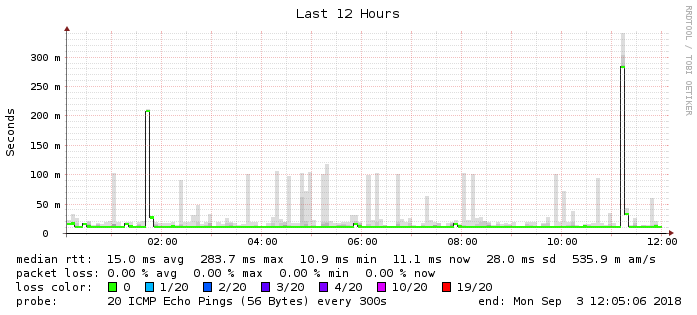 Last 12 Hours
RRDTOOL / TOBI OETIKER
Seconds
300 m
250 m
200 m
150 m
100 m
50 m
0
02:00 04:00 06:00 08:00 10:00 12:00
median rtt: 15.0 ms avg 283.7 ms max 10.9 ms min 11.1 ms now 28.0 ms sd 535.9 m am/s
packet loss: 0.00 % avg 0.00 % max 0.00 % min 0.00 % now
loss color: 0 1/20 2/20 3/20 4/20 10/20 19/20
probe: 20 ICMP Echo Pings (56 Bytes) every 300s end: Mon Sep 3 12:05:06 2018